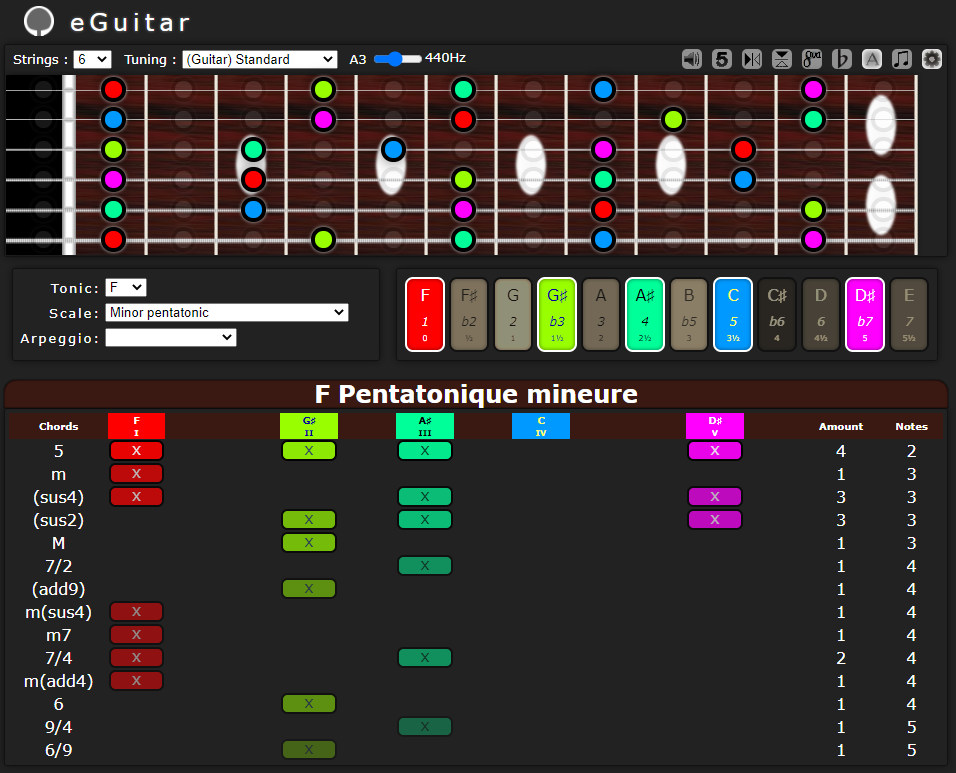 eGuitar
Strings : 6 Tuning : (Guitar) Standard A3 440Hz
5 8va ♭ A
Tonic: F
Scale: Minor pentatonic
Arpeggio:
F F♯ G G♯ A A♯ B C C♯ D D♯ E
1 b2 2 b3 3 4 b5 5 b6 6 b7 7
0 ½ 1 1½ 2 2½ 3 3½ 4 4½ 5 5½
F Pentatonique mineure
Chords F G♯ A♯ C D♯ Amount Notes
I II III IV V
5 X X X X 4 2
m X 1 3
(sus4) X X X 3 3
(sus2) X X X 3 3
M X 1 3
7/2 X 1 4
(add9) X 1 4
m(sus4) X 1 4
m7 X 1 4
7/4 X X 2 4
m(add4) X 1 4
6 X 1 4
9/4 X 1 5
6/9 X 1 5